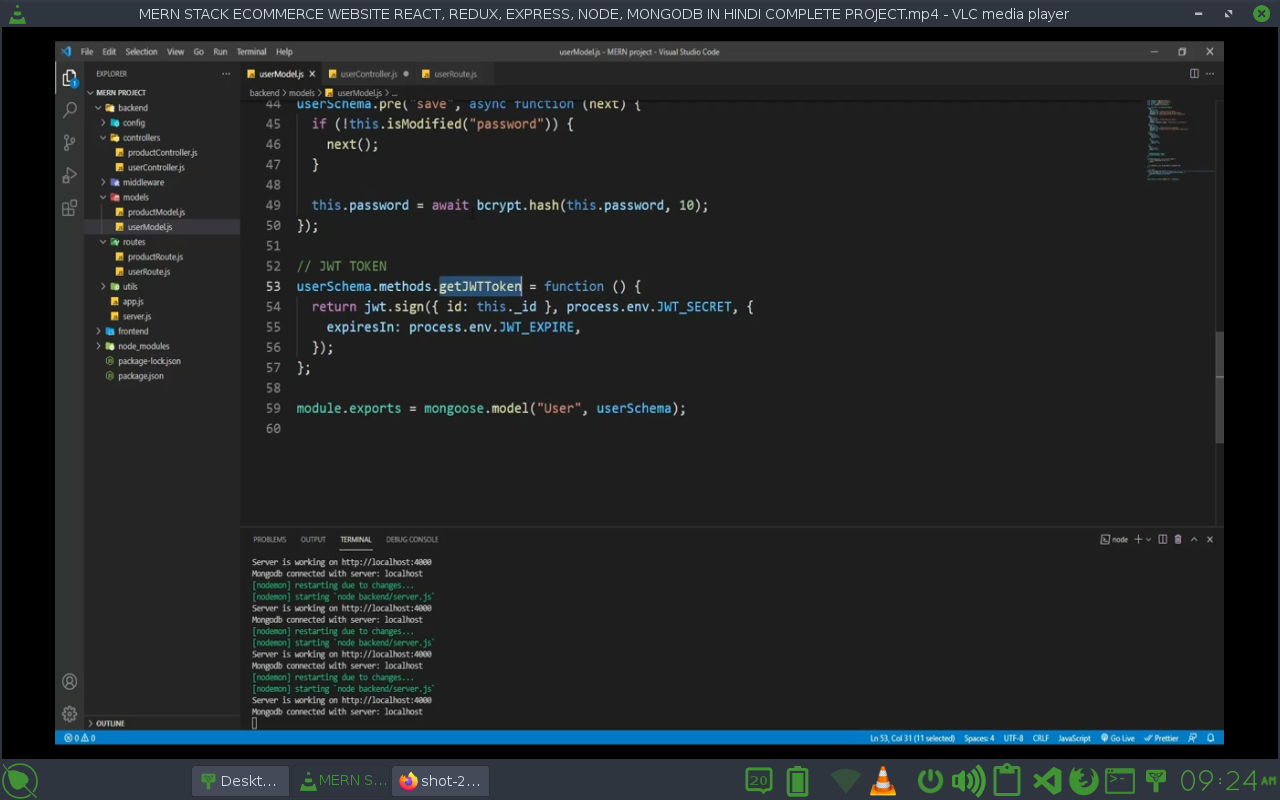 MERN STACK ECOMMERCE WEBSITE REACT, REDUX, EXPRESS, NODE, MONGODB IN HINDI COMPLETE PROJECT.mp4 - VLC media player
File Edit Selection View Go Run Terminal Help
userModel.js - MERN project - Visual Studio Code
EXPLORER
MERN PROJECT
backend
config
controllers
productController.js
userController.js
middleware
models
productModel.js
userModel.js
routes
productRoute.js
userRoute.js
utils
app.js
server.js
frontend
node_modules
package-lock.json
package.json
OUTLINE
userModel.js userController.js userRoute.js
backend > models > userModel.js > ...
44 userSchema.pre("save", async function (next) {
45 if (!this.isModified("password")) {
46 next();
47 }
48
49 this.password = await bcrypt.hash(this.password, 10);
50 });
51
52 // JWT TOKEN
53 userSchema.methods.getJWTToken = function () {
54 return jwt.sign({ id: this._id }, process.env.JWT_SECRET, {
55 expiresIn: process.env.JWT_EXPIRE,
56 });
57 };
58
59 module.exports = mongoose.model("User", userSchema);
60
PROBLEMS OUTPUT TERMINAL DEBUG CONSOLE
node
Server is working on http://localhost:4000
Mongodb connected with server: localhost
[nodemon] restarting due to changes...
[nodemon] starting `node backend/server.js`
Server is working on http://localhost:4000
Mongodb connected with server: localhost
[nodemon] restarting due to changes...
[nodemon] starting `node backend/server.js`
Server is working on http://localhost:4000
Mongodb connected with server: localhost
[nodemon] restarting due to changes...
[nodemon] starting `node backend/server.js`
Server is working on http://localhost:4000
Mongodb connected with server: localhost
0 0
Ln 53, Col 31 (11 selected) Spaces: 4 UTF-8 CRLF JavaScript Go Live Prettier
Deskt... MERN S... shot-2... 20 09:24 AM